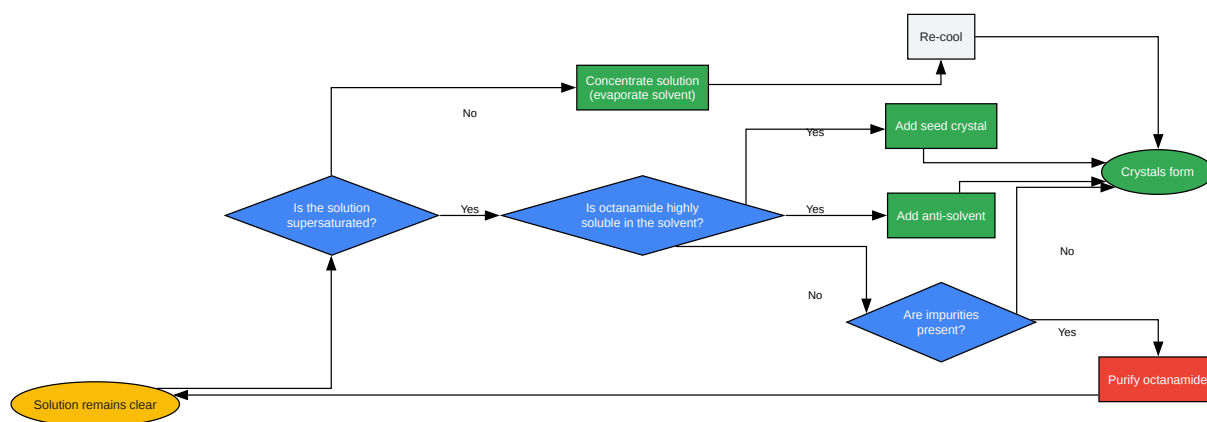 Re-cool
Concentrate solution
(evaporate solvent)
No
Yes
Add seed crystal
Crystals form
Is the solution
supersaturated?
Yes
Is octanamide highly
soluble in the solvent?
Yes
Add anti-solvent
No
No
Are impurities
present?
Yes
Purify octanamide
Solution remains clear